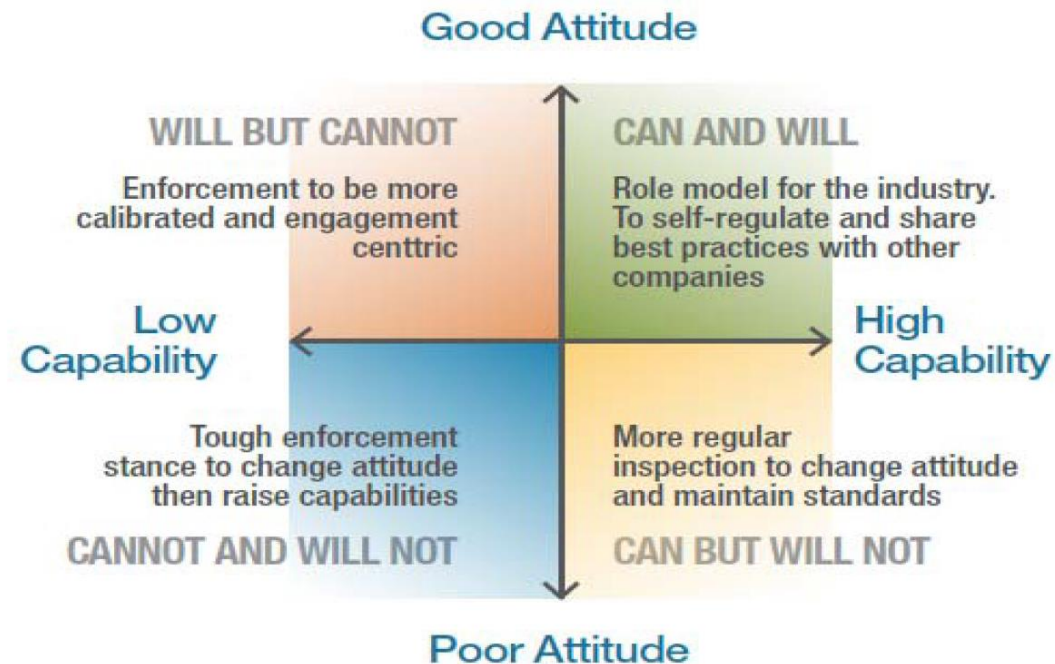 Good Attitude
WILL BUT CANNOT
Enforcement to be more
calibrated and engagement
centtric
CAN AND WILL
Role model for the industry.
To self-regulate and share
best practices with other
companies
Low
Capability
High
Capability
Tough enforcement
stance to change attitude
then raise capabilities
CANNOT AND WILL NOT
More regular
inspection to change attitude
and maintain standards
CAN BUT WILL NOT
Poor Attitude